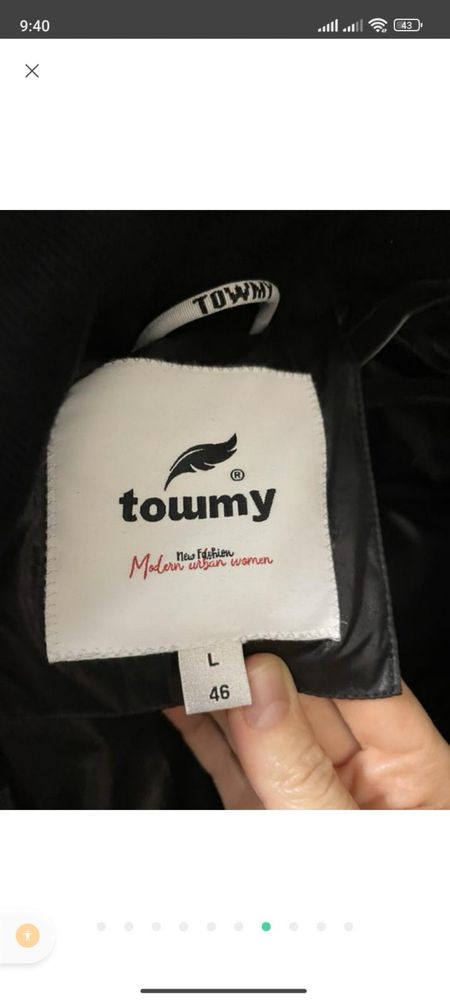 9:40
43
TOWMY
®
towmy
New Fashion
Modern urban women
L
46